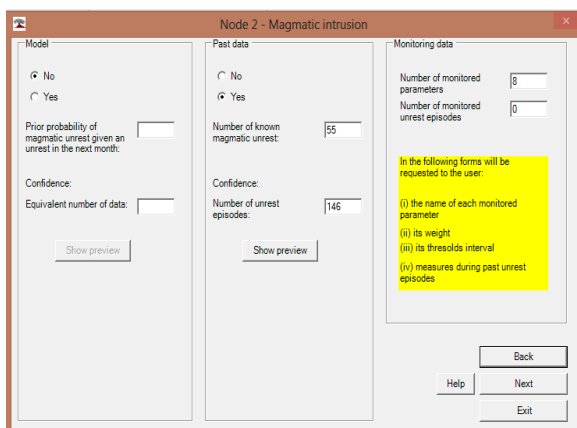 Node 2 - Magmatic intrusion
Model
No
Yes
Prior probability of
magmatic unrest given an
unrest in the next month:
Confidence:
Equivalent number of data:
Show preview
Past data
No
Yes
Number of known
magmatic unrest:
55
Confidence:
Number of unrest
episodes:
146
Show preview
Monitoring data
Number of monitored
parameters
8
Number of monitored
unrest episodes
0
In the following forms will be
requested to the user:
(i) the name of each monitored
parameter
(ii) its weight
(iii) its thresolds interval
(iv) measures during past unrest
episodes
Back
Help
Next
Exit